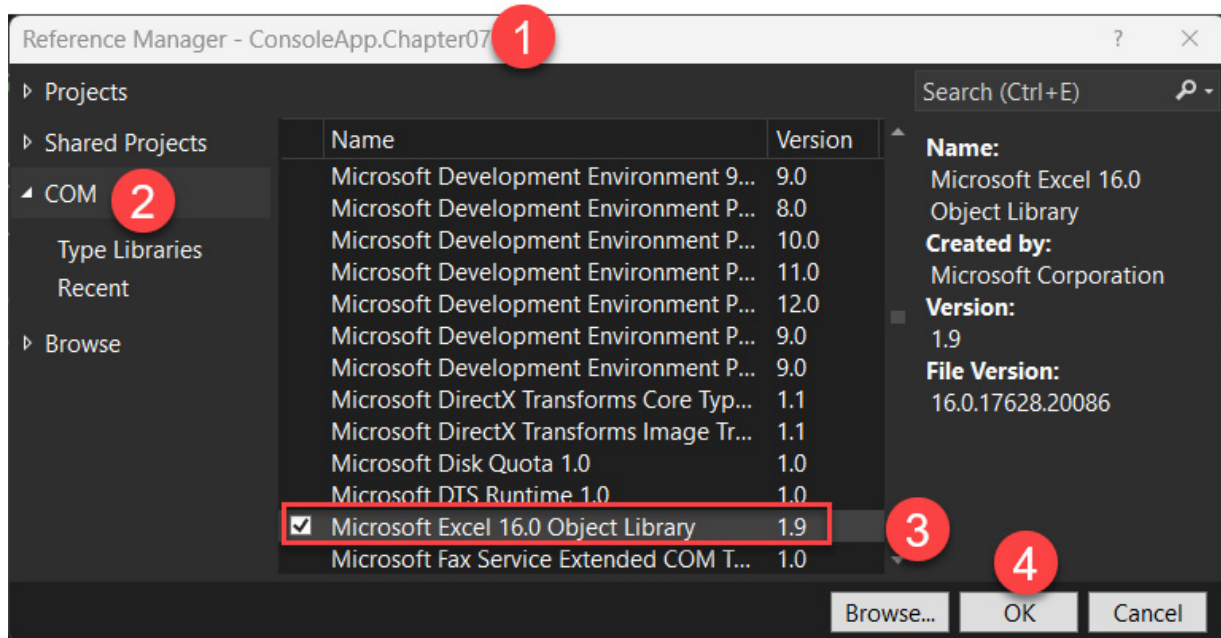 Reference Manager - ConsoleApp.Chapter07
1
?
Projects
Search (Ctrl+E)
Shared Projects
COM
2
Type Libraries
Recent
Browse
Name Version
Microsoft Development Environment 9... 9.0
Microsoft Development Environment P... 8.0
Microsoft Development Environment P... 10.0
Microsoft Development Environment P... 11.0
Microsoft Development Environment P... 12.0
Microsoft Development Environment P... 9.0
Microsoft Development Environment P... 9.0
Microsoft DirectX Transforms Core Typ... 1.1
Microsoft DirectX Transforms Image Tr... 1.1
Microsoft Disk Quota 1.0 1.0
Microsoft DTS Runtime 1.0 1.0
Microsoft Excel 16.0 Object Library 1.9
3
Microsoft Fax Service Extended COM T... 1.0
Name:
Microsoft Excel 16.0
Object Library
Created by:
Microsoft Corporation
Version:
1.9
File Version:
16.0.17628.20086
4
Browse... OK Cancel